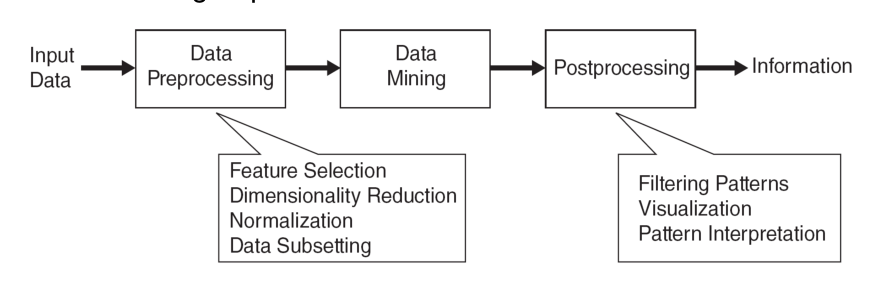 Input
Data
Data
Preprocessing
Data
Mining
Postprocessing
Information
Feature Selection
Dimensionality Reduction
Normalization
Data Subsetting
Filtering Patterns
Visualization
Pattern Interpretation